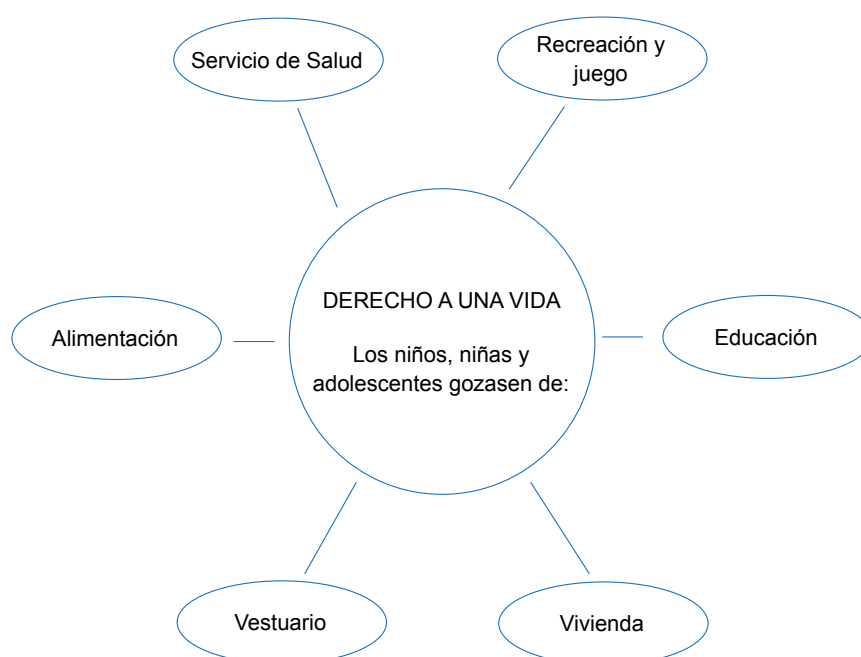 Servicio de Salud
Recreación y
juego
DERECHO A UNA VIDA
Los niños, niñas y
adolescentes gozasen de:
Alimentación
Educación
Vestuario
Vivienda